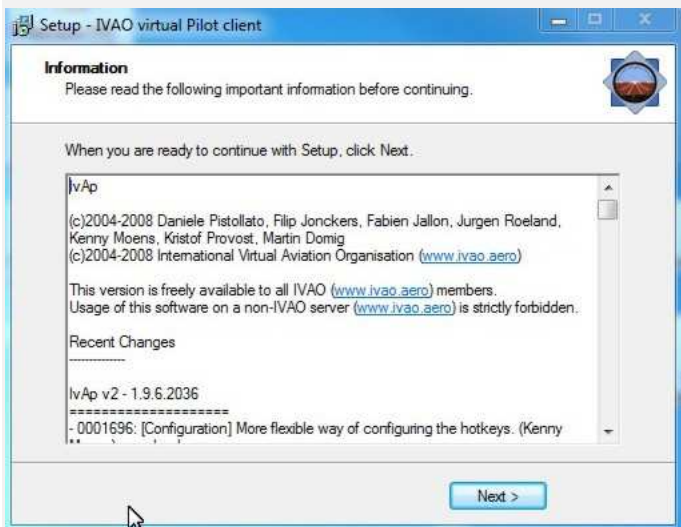 Setup - IVAO virtual Pilot client
Information
Please read the following important information before continuing.
When you are ready to continue with Setup, click Next.
IvAp
(c)2004-2008 Daniele Pistollato, Filip Jonckers, Fabien Jallon, Jurgen Roeland,
Kenny Moens, Kristof Provost, Martin Domig
(c)2004-2008 International Virtual Aviation Organisation (www.ivao.aero)
This version is freely available to all IVAO (www.ivao.aero) members.
Usage of this software on a non-IVAO server (www.ivao.aero) is strictly forbidden.
Recent Changes
--------------
IvAp v2 - 1.9.6.2036
====================
- 0001696: [Configuration] More flexible way of configuring the hotkeys. (Kenny
Next >